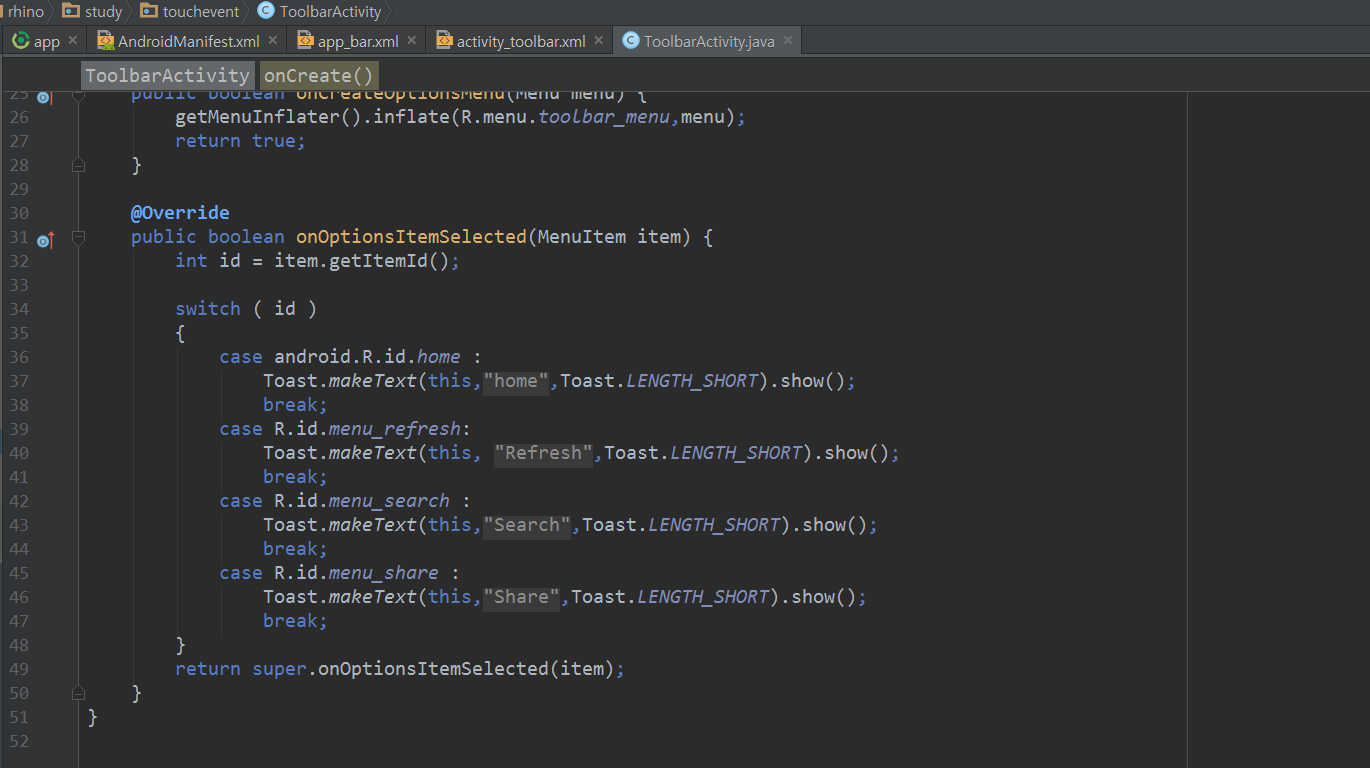 rhino study touchevent ToolbarActivity
app AndroidManifest.xml app_bar.xml activity_toolbar.xml ToolbarActivity.java
ToolbarActivity onCreate()
25 public boolean onCreateOptionsMenu(Menu menu) {
26 getMenuInflater().inflate(R.menu.toolbar_menu,menu);
27 return true;
28 }
29
30 @Override
31 public boolean onOptionsItemSelected(MenuItem item) {
32 int id = item.getItemId();
33
34 switch ( id )
35 {
36 case android.R.id.home :
37 Toast.makeText(this,"home",Toast.LENGTH_SHORT).show();
38 break;
39 case R.id.menu_refresh:
40 Toast.makeText(this, "Refresh",Toast.LENGTH_SHORT).show();
41 break;
42 case R.id.menu_search :
43 Toast.makeText(this,"Search",Toast.LENGTH_SHORT).show();
44 break;
45 case R.id.menu_share :
46 Toast.makeText(this,"Share",Toast.LENGTH_SHORT).show();
47 break;
48 }
49 return super.onOptionsItemSelected(item);
50 }
51 }
52